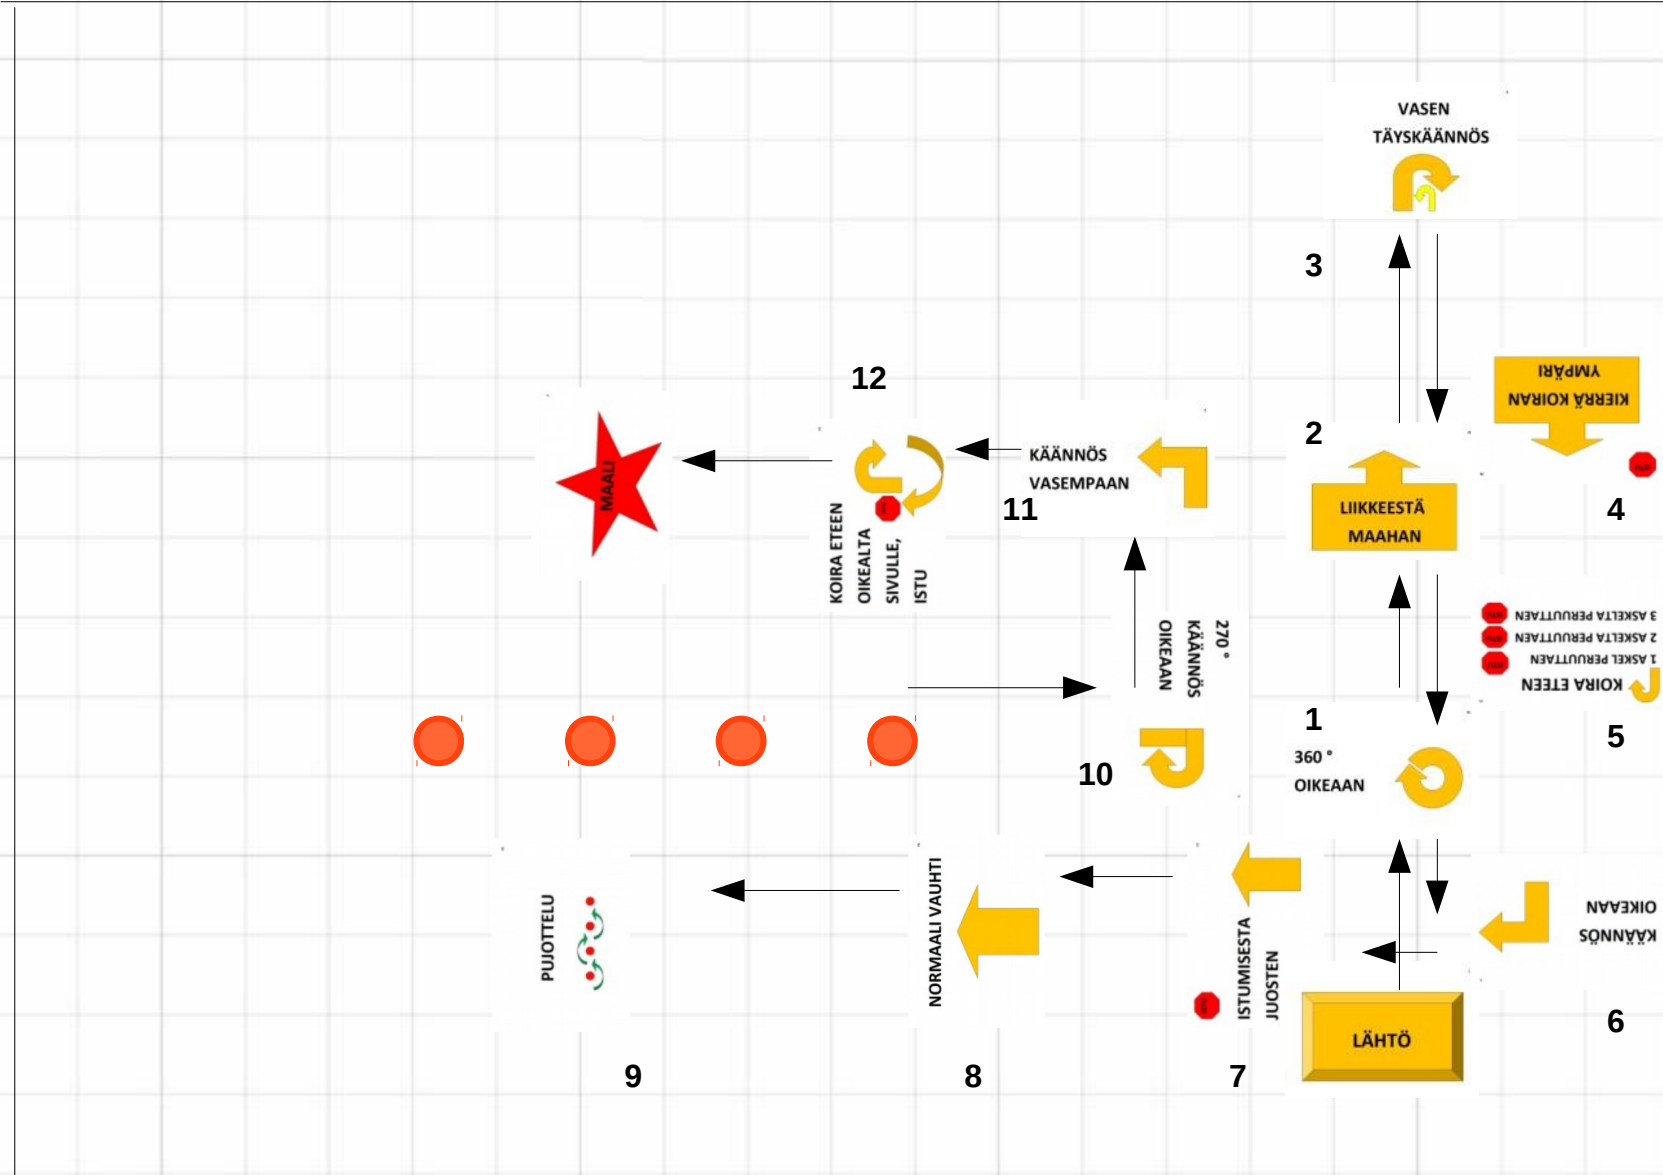 VASEN
TÄYSKÄÄNNÖS
3
KIERRÄ KOIRAN
YMPÄRI
4
2
LIIKKEESTÄ
MAAHAN
12
KOIRA ETEEN
OIKEALTA
SIVULLE,
ISTU
MAALI
KÄÄNNÖS
VASEMPAAN
11
KOIRA ETEEN
1 ASKEL PERUUTTAEN
2 ASKELTA PERUUTTAEN
3 ASKELTA PERUUTTAEN
5
270°
KÄÄNNÖS
OIKEAAN
10
1
360 °
OIKEAAN
KÄÄNNÖS
OIKEAAN
6
LÄHTÖ
ISTUMISESTA
JUOSTEN
7
NORMAALI VAUHTI
8
PUJOTTELU
9